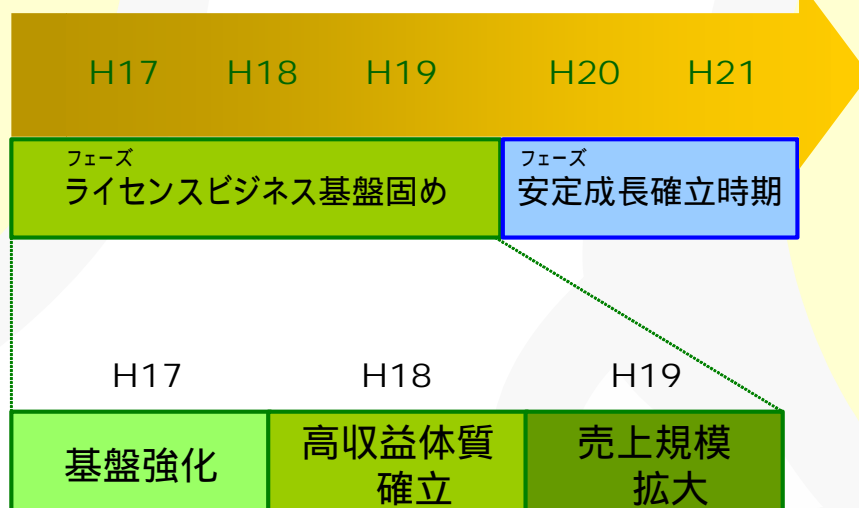 H17 H18 H19 H20 H21
フェーズ
ライセンスビジネス基盤固め
フェーズ
安定成長確立時期
H17 H18 H19
基盤強化
高収益体質
確立
売上規模
拡大